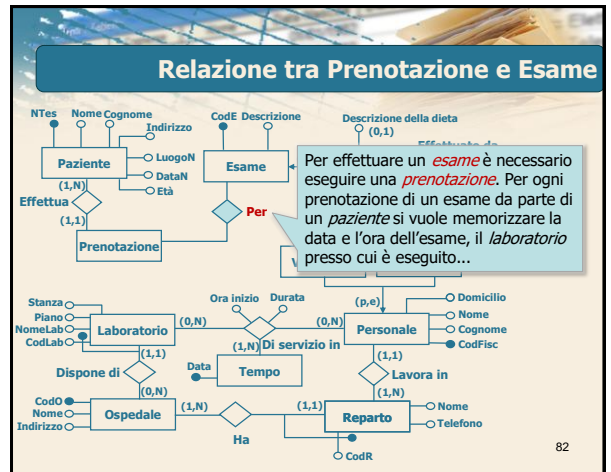 Relazione tra Prenotazione e Esame
NTes Nome Cognome
Indirizzo
CodE Descrizione
Descrizione della dieta
(0,1)
Paziente
LuogoN
DataN
Età
Esame
(1,N)
Effettua
(1,1)
Per
Prenotazione
Per effettuare un esame è necessario
eseguire una prenotazione. Per ogni
prenotazione di un esame da parte di
un paziente si vuole memorizzare la
data e l'ora dell'esame, il laboratorio
presso cui è eseguito...
Stanza
Piano
NomeLab
CodLab
Laboratorio
(0,N)
Ora inizio
Durata
(0,N)
(p,e)
Personale
Domicilio
Nome
Cognome
CodFisc
(1,N)
Di servizio in
(1,1)
Dispone di
(0,N)
Data
Tempo
(1,1)
Lavora in
(1,N)
CodO
Nome
Indirizzo
Ospedale
(1,N)
Ha
(1,1)
Reparto
Nome
Telefono
CodR
82